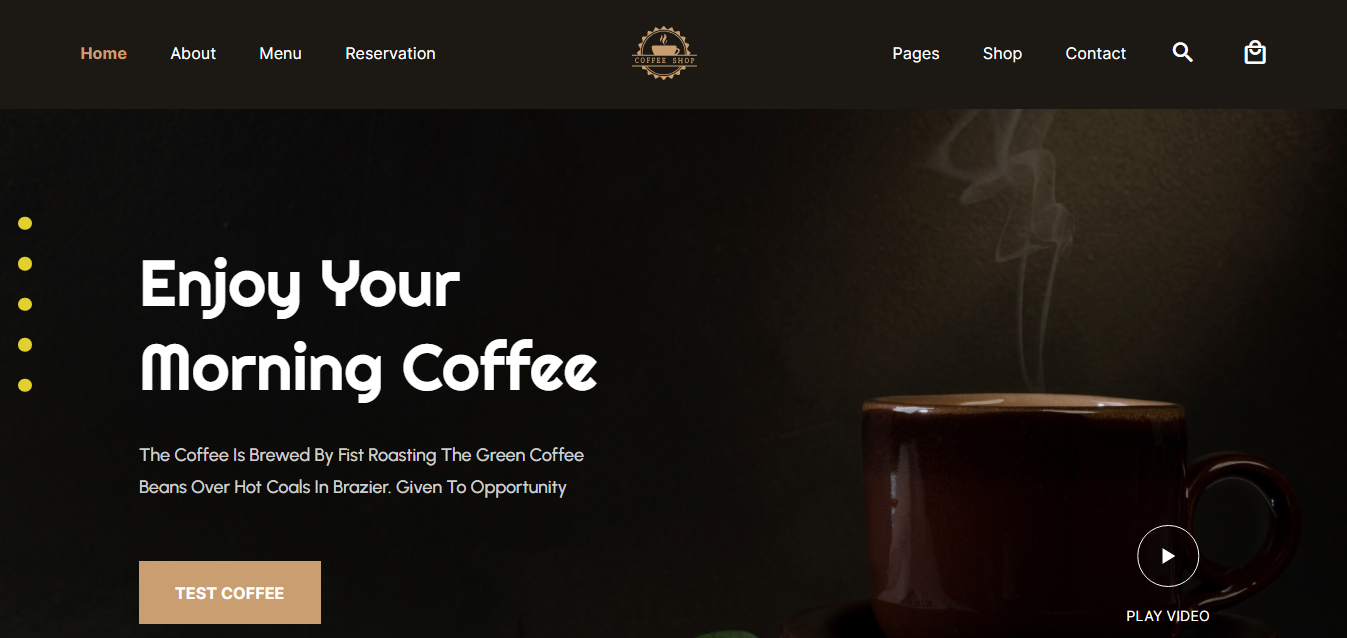 Home About Menu Reservation COFFEE SHOP Pages Shop Contact
Enjoy Your
Morning Coffee
The Coffee Is Brewed By Fist Roasting The Green Coffee
Beans Over Hot Coals In Brazier. Given To Opportunity
TEST COFFEE
PLAY VIDEO